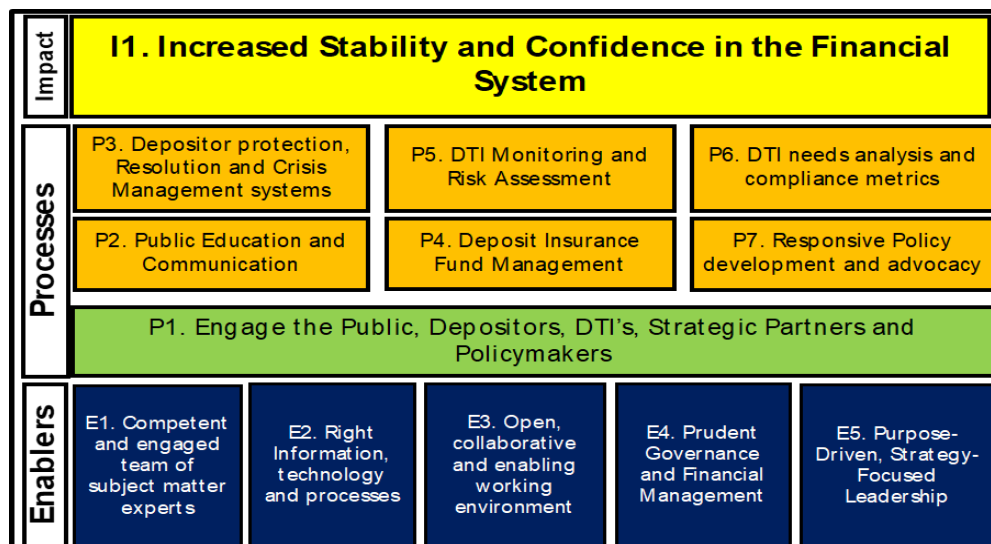 Impact
I1. Increased Stability and Confidence in the Financial
System
Processes
P3. Depositor protection,
Resolution and Crisis
Management systems
P5. DTI Monitoring and
Risk Assessment
P6. DTI needs analysis and
compliance metrics
P2. Public Education and
Communication
P4. Deposit Insurance
Fund Management
P7. Responsive Policy
development and advocacy
P1. Engage the Public, Depositors, DTI's, Strategic Partners and
Policymakers
Enablers
E1. Competent
and engaged
team of
subject matter
experts
E2. Right
Information,
technology
and processes
E3. Open,
collaborative
and enabling
working
environment
E4. Prudent
Governance
and Financial
Management
E5. Purpose-
Driven, Strategy-
Focused
Leadership